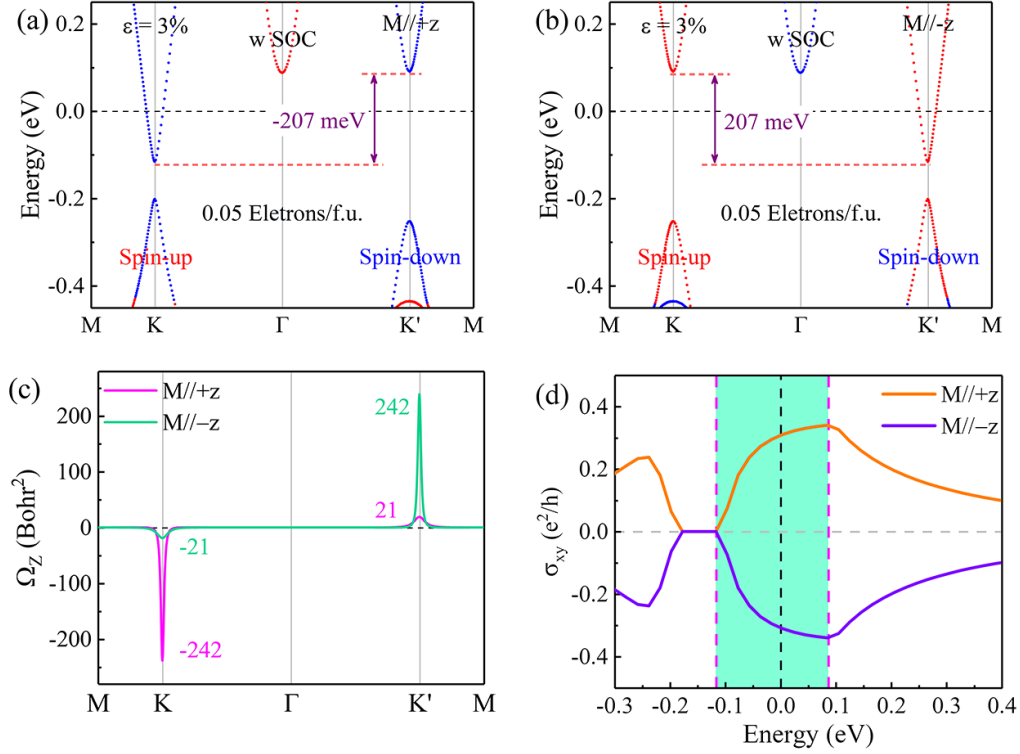 (a)
ε = 3%
w SOC
M//+z
0.2
0.0
-0.2
-0.4
Energy (eV)
-207 meV
0.05 Eletrons/f.u.
Spin-up
Spin-down
M
K
Γ
K'
M
(b)
ε = 3%
w SOC
M//-z
0.2
0.0
-0.2
-0.4
Energy (eV)
207 meV
0.05 Eletrons/f.u.
Spin-up
Spin-down
M
K
Γ
K'
M
(c)
M//+z
M//−z
200
100
0
-100
-200
Ωz (Bohr²)
242
21
-21
-242
M
K
Γ
K'
M
(d)
M//+z
M//−z
0.4
0.2
0.0
-0.2
-0.4
σxy (e²/h)
-0.3
-0.2
-0.1
0.0
0.1
0.2
0.3
0.4
Energy (eV)